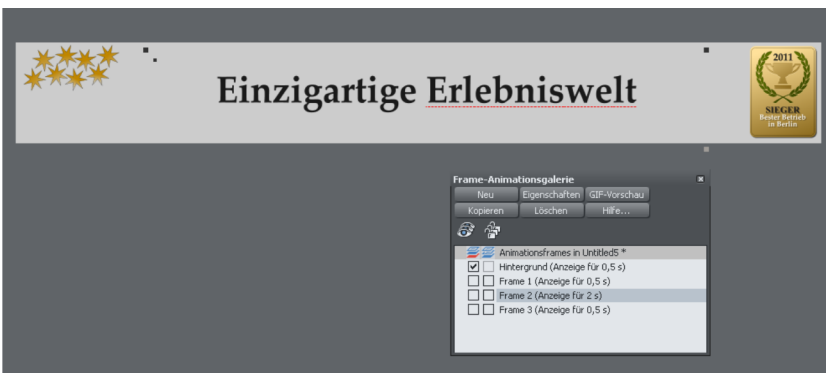 2011
SIEGER
Bester Betrieb
in Berlin
Einzigartige Erlebniswelt
Frame-Animationsgalerie
Neu Eigenschaften GIF-Vorschau
Kopieren Löschen Hilfe...
Animationsframes in Untitled5 *
Hintergrund (Anzeige für 0,5 s)
Frame 1 (Anzeige für 0,5 s)
Frame 2 (Anzeige für 2 s)
Frame 3 (Anzeige für 0,5 s)